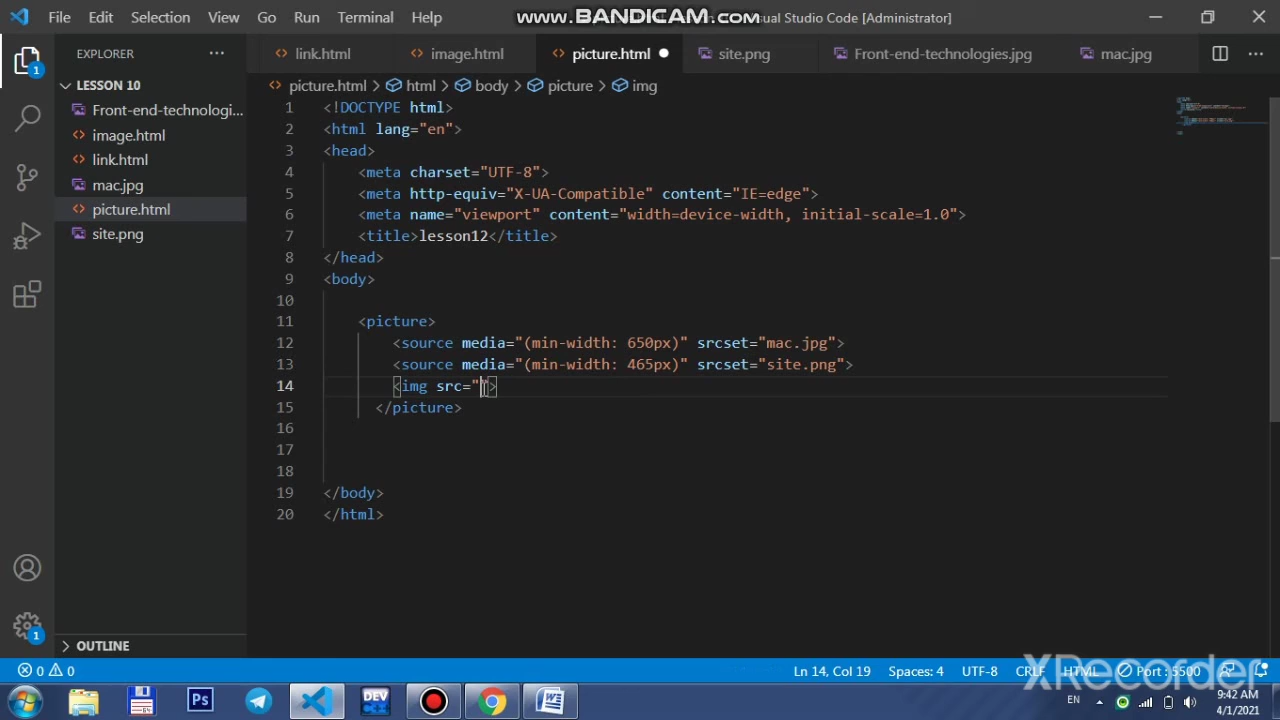 File Edit Selection View Go Run Terminal Help
www.BANDICAM.com
sual Studio Code [Administrator]
EXPLORER
link.html
image.html
picture.html
site.png
Front-end-technologies.jpg
mac.jpg
1
LESSON 10
picture.html > html > body > picture > img
Front-end-technologi...
image.html
link.html
mac.jpg
picture.html
site.png
1 <!DOCTYPE html>
2 <html lang="en">
3 <head>
4 <meta charset="UTF-8">
5 <meta http-equiv="X-UA-Compatible" content="IE=edge">
6 <meta name="viewport" content="width=device-width, initial-scale=1.0">
7 <title>lesson12</title>
8 </head>
9 <body>
10
11 <picture>
12 <source media="(min-width: 650px)" srcset="mac.jpg">
13 <source media="(min-width: 465px)" srcset="site.png">
14 <img src="">
15 </picture>
16
17
18
19 </body>
20 </html>
1
OUTLINE
0 0
Ln 14, Col 19 Spaces: 4 UTF-8 CRLF HTML Port: 5500
XRecorder
Ps
DEV
EN
9:42 AM
4/1/2021